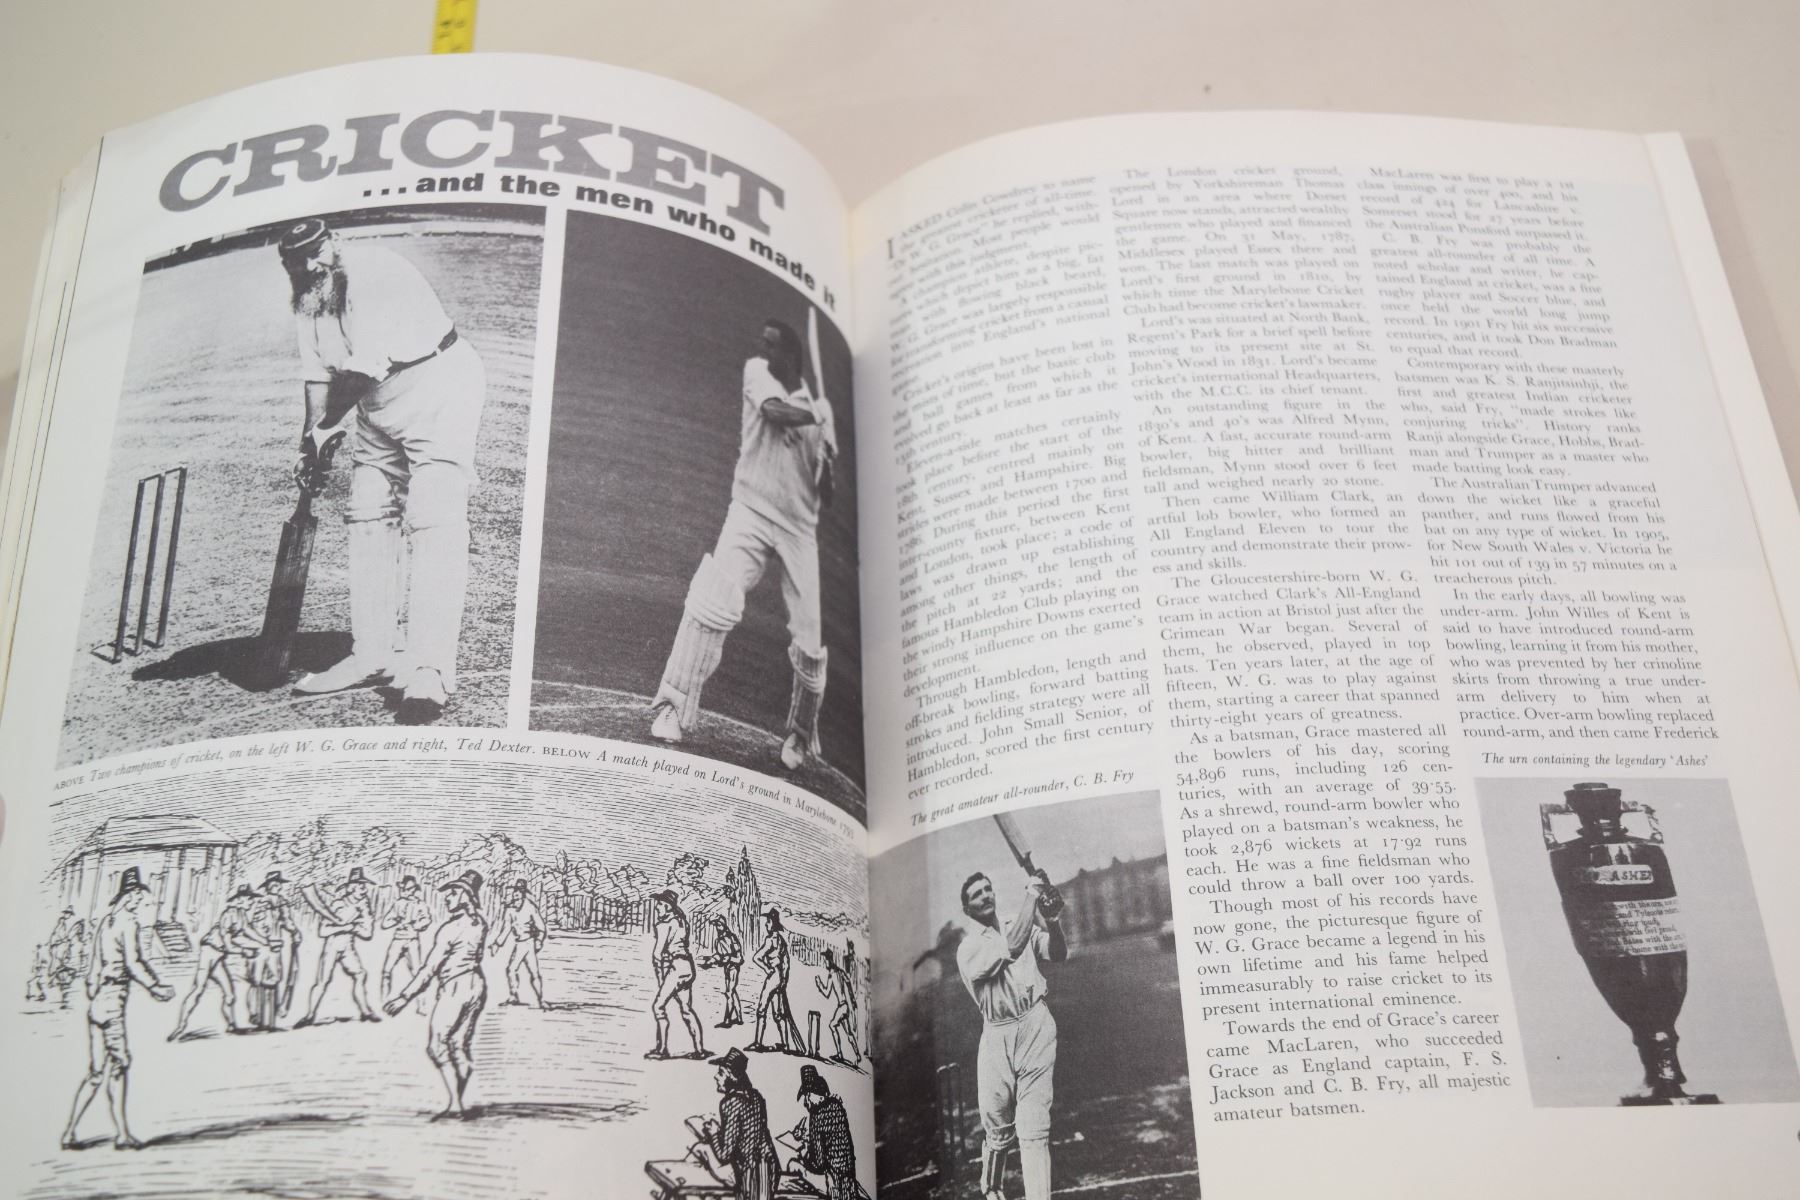 CRICKET
...and the men who made it
ABOVE Two champions of cricket, on the left W. G. Grace and right, Ted Dexter. BELOW A match played on Lord's ground in Marylebone 1793
I ASKED Colin Cowdrey to name
the greatest cricketer of all-time.
"Dr W. G. Grace" he replied, with-
out hesitation. Most people would
agree with this judgment.
A champion athlete, despite pic-
tures which depict him as a big, fat
man with flowing black beard,
W. G. Grace was largely responsible
for transforming cricket from a casual
recreation into England's national
game.
Cricket's origins have been lost in
the mists of time, but the basic club
and ball games from which it
evolved go back at least as far as the
13th century.
Eleven-a-side matches certainly
took place before the start of the
18th century, centred mainly on
Kent, Sussex and Hampshire. Big
strides were made between 1700 and
1786. During this period the first
inter-county fixture, between Kent
and London, took place; a code of
laws was drawn up establishing
among other things, the length of
the pitch at 22 yards; and the
famous Hambledon Club playing on
the windy Hampshire Downs exerted
their strong influence on the game's
development.
Through Hambledon, length and
off-break bowling, forward batting
strokes and fielding strategy were all
introduced. John Small Senior, of
Hambledon, scored the first century
ever recorded.
The great amateur all-rounder, C. B. Fry
The London cricket ground,
opened by Yorkshireman Thomas
Lord in an area where Dorset
Square now stands, attracted wealthy
gentlemen who played and financed
the game. On 31 May, 1787,
Middlesex played Essex there and
won. The last match was played on
Lord's first ground in 1810, by
which time the Marylebone Cricket
Club had become cricket's lawmaker.
Lord's was situated at North Bank,
Regent's Park for a brief spell before
moving to its present site at St.
John's Wood in 1831. Lord's became
cricket's international Headquarters,
with the M.C.C. its chief tenant.
An outstanding figure in the
1830's and 40's was Alfred Mynn,
of Kent. A fast, accurate round-arm
bowler, big hitter and brilliant
fieldsman, Mynn stood over 6 feet
tall and weighed nearly 20 stone.
Then came William Clark, an
artful lob bowler, who formed an
All England Eleven to tour the
country and demonstrate their prow-
ess and skills.
The Gloucestershire-born W. G.
Grace watched Clark's All-England
team in action at Bristol just after the
Crimean War began. Several of
them, he observed, played in top
hats. Ten years later, at the age of
fifteen, W. G. was to play against
them, starting a career that spanned
thirty-eight years of greatness.
As a batsman, Grace mastered all
the bowlers of his day, scoring
54,896 runs, including 126 cen-
turies, with an average of 39·55.
As a shrewd, round-arm bowler who
played on a batsman's weakness, he
took 2,876 wickets at 17·92 runs
each. He was a fine fieldsman who
could throw a ball over 100 yards.
Though most of his records have
now gone, the picturesque figure of
W. G. Grace became a legend in his
own lifetime and his fame helped
immeasurably to raise cricket to its
present international eminence.
Towards the end of Grace's career
came MacLaren, who succeeded
Grace as England captain, F. S.
Jackson and C. B. Fry, all majestic
amateur batsmen.
MacLaren was first to play a 1st
class innings of over 400, and his
record of 424 for Lancashire v.
Somerset stood for 27 years before
the Australian Ponsford surpassed it.
C. B. Fry was probably the
greatest all-rounder of all time. A
noted scholar and writer, he cap-
tained England at cricket, was a fine
rugby player and Soccer blue, and
once held the world long jump
record. In 1901 Fry hit six successive
centuries, and it took Don Bradman
to equal that record.
Contemporary with these masterly
batsmen was K. S. Ranjitsinhji, the
first and greatest Indian cricketer
who, said Fry, "made strokes like
conjuring tricks". History ranks
Ranji alongside Grace, Hobbs, Brad-
man and Trumper as a master who
made batting look easy.
The Australian Trumper advanced
down the wicket like a graceful
panther, and runs flowed from his
bat on any type of wicket. In 1905,
for New South Wales v. Victoria he
hit 101 out of 139 in 57 minutes on a
treacherous pitch.
In the early days, all bowling was
under-arm. John Willes of Kent is
said to have introduced round-arm
bowling, learning it from his mother,
who was prevented by her crinoline
skirts from throwing a true under-
arm delivery to him when at
practice. Over-arm bowling replaced
round-arm, and then came Frederick
The urn containing the legendary 'Ashes'
ASHES